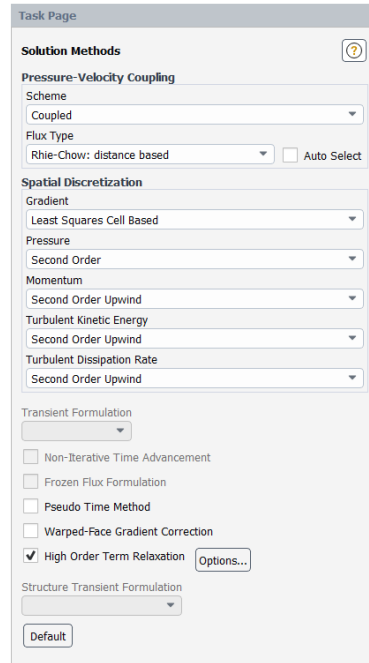 Task Page
Solution Methods
?
Pressure-Velocity Coupling
Scheme
Coupled
Flux Type
Rhie-Chow: distance based
Auto Select
Spatial Discretization
Gradient
Least Squares Cell Based
Pressure
Second Order
Momentum
Second Order Upwind
Turbulent Kinetic Energy
Second Order Upwind
Turbulent Dissipation Rate
Second Order Upwind
Transient Formulation
Non-Iterative Time Advancement
Frozen Flux Formulation
Pseudo Time Method
Warped-Face Gradient Correction
High Order Term Relaxation Options...
Structure Transient Formulation
Default